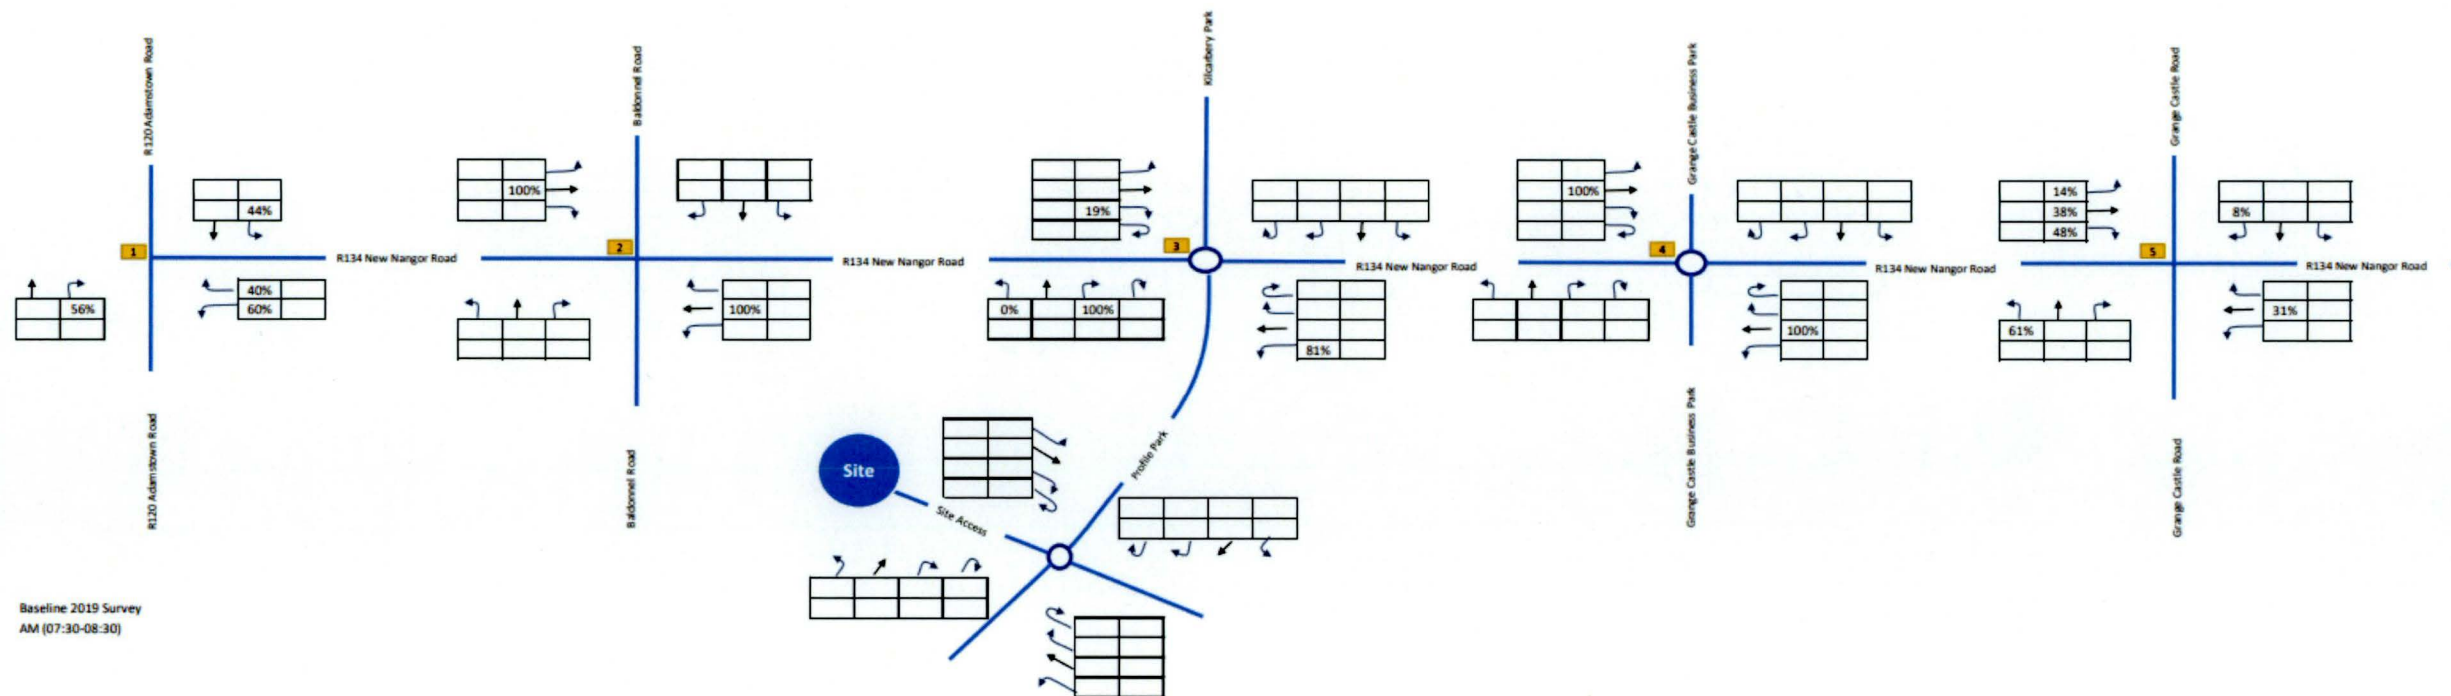 R120 Adamstown Road
Baldonnel Road
Kilcarbery Park
Grange Castle Business Park
Grange Castle Road
44%
100%
19%
100%
14%
38%
48%
8%
1
2
3
4
5
R134 New Nangor Road
R134 New Nangor Road
R134 New Nangor Road
R134 New Nangor Road
R134 New Nangor Road
56%
40%
60%
100%
0%
100%
81%
100%
61%
31%
R120 Adamstown Road
Baldonnel Road
Site
Site Access
Profile Park
Grange Castle Business Park
Grange Castle Road
Baseline 2019 Survey
AM (07:30-08:30)